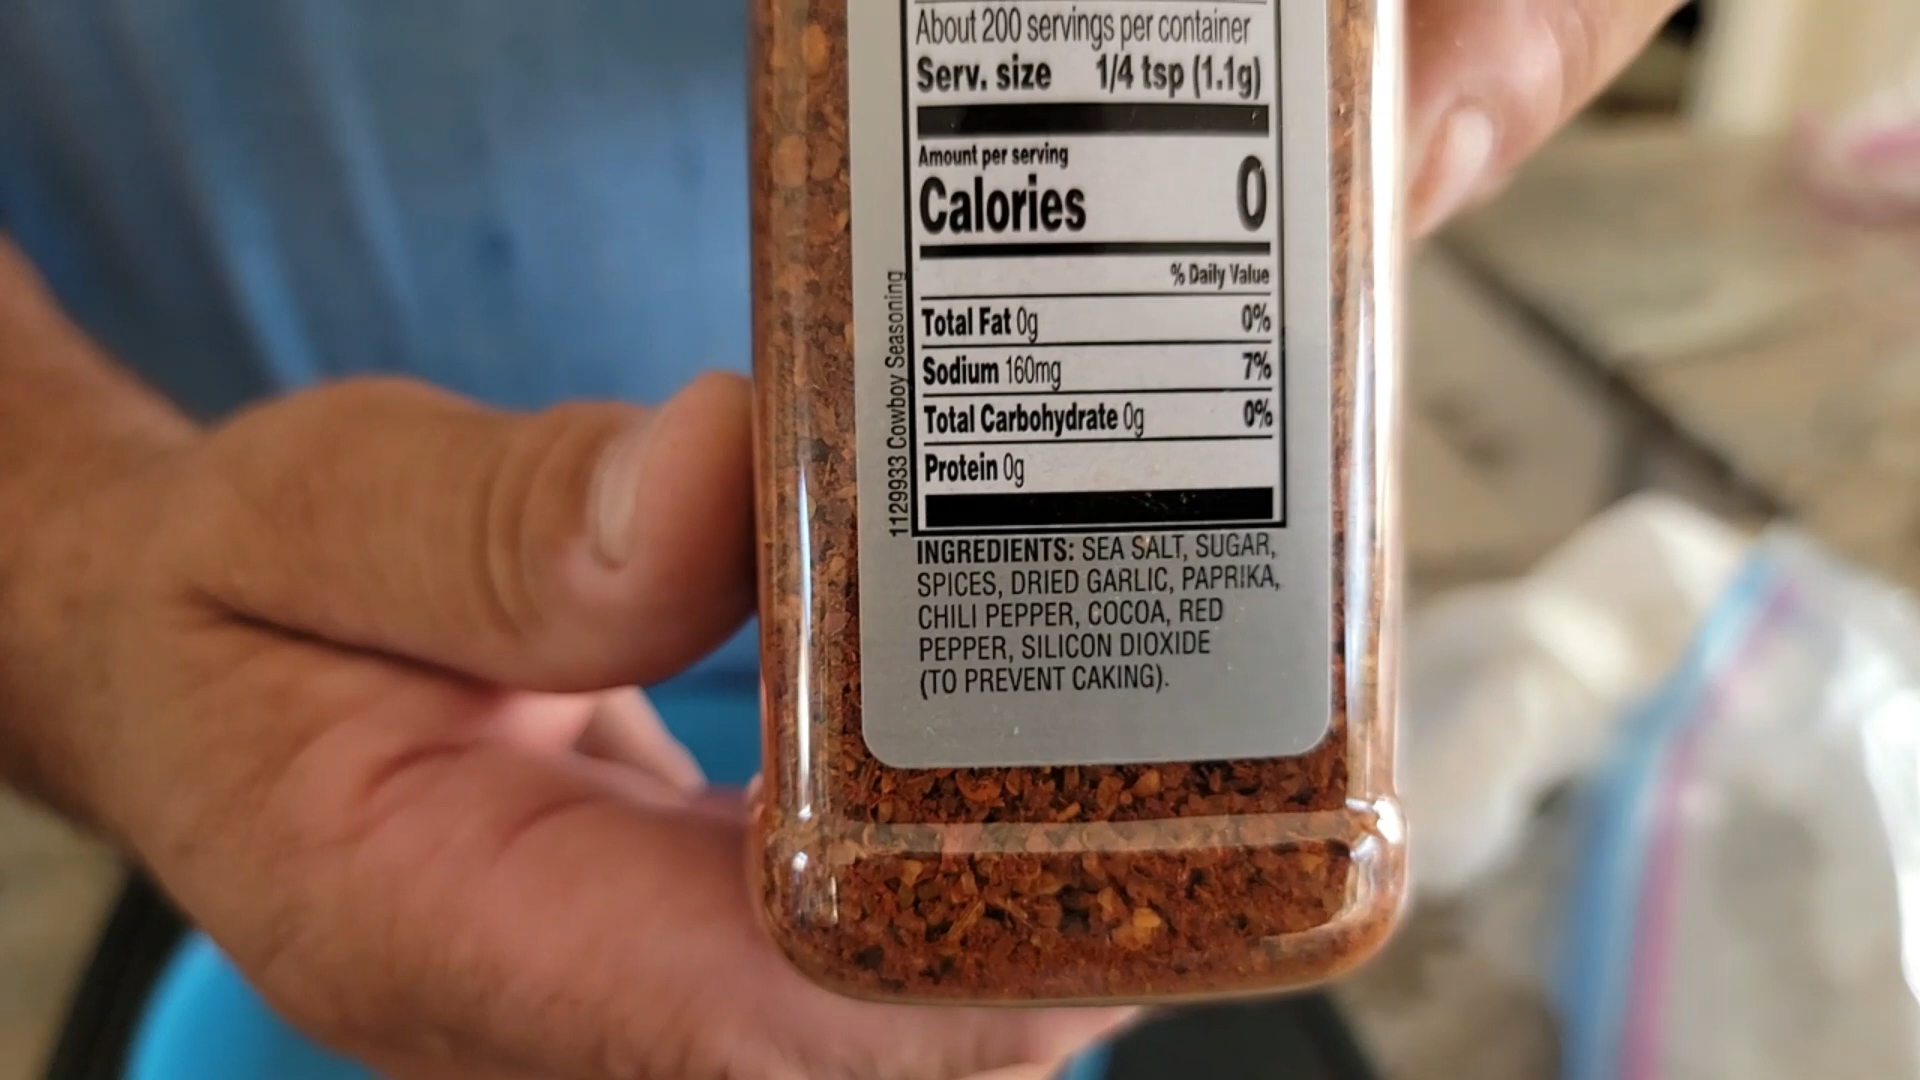 About 200 servings per container
Serv. size 1/4 tsp (1.1g)
Amount per serving
Calories 0
% Daily Value
Total Fat 0g 0%
Sodium 160mg 7%
Total Carbohydrate 0g 0%
Protein 0g
1129933 Cowboy Seasoning
INGREDIENTS: SEA SALT, SUGAR,
SPICES, DRIED GARLIC, PAPRIKA,
CHILI PEPPER, COCOA, RED
PEPPER, SILICON DIOXIDE
(TO PREVENT CAKING).